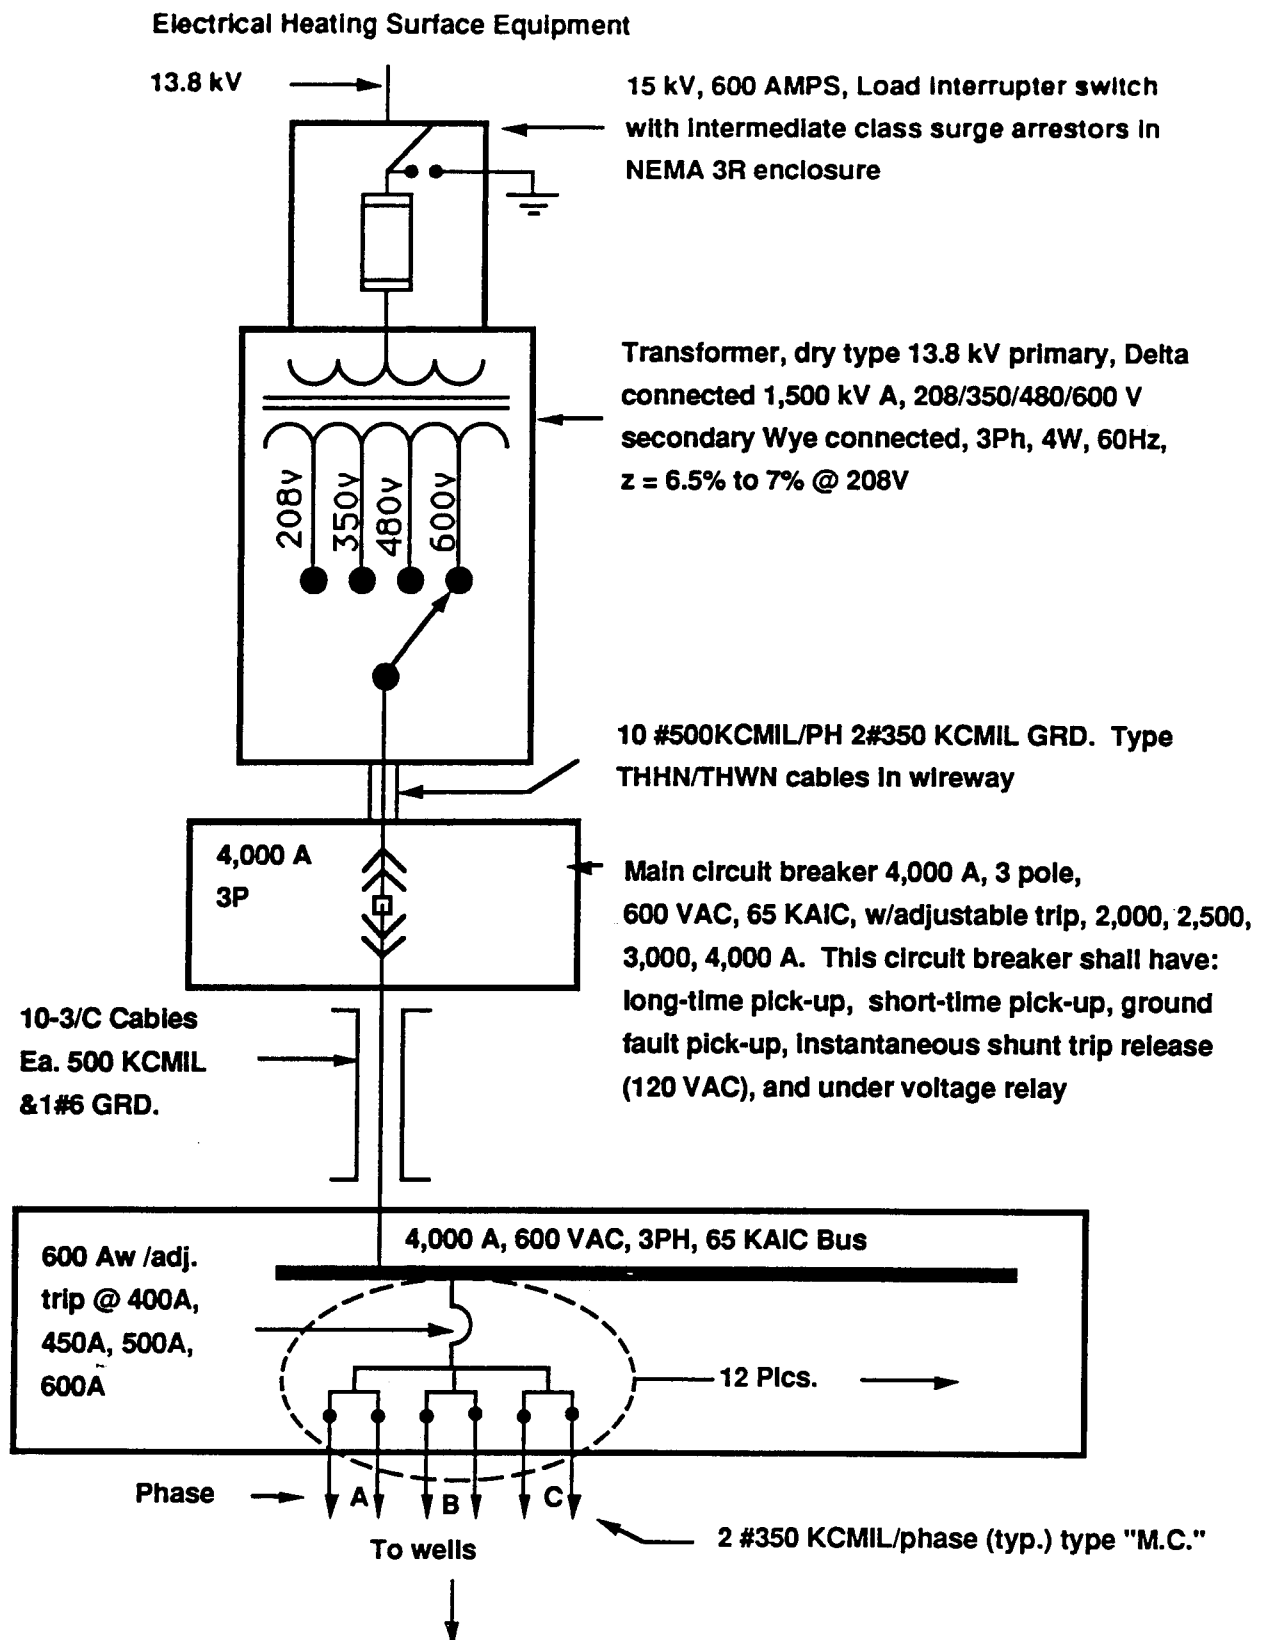 Electrical Heating Surface Equipment
13.8 kV
15 kV, 600 AMPS, Load Interrupter switch
with intermediate class surge arrestors in
NEMA 3R enclosure
Transformer, dry type 13.8 kV primary, Delta
connected 1,500 kV A, 208/350/480/600 V
secondary Wye connected, 3Ph, 4W, 60Hz,
z = 6.5% to 7% @ 208V
208v
350v
480v
600v
10 #500KCMIL/PH 2#350 KCMIL GRD. Type
THHN/THWN cables in wireway
4,000 A
3P
Main circuit breaker 4,000 A, 3 pole,
600 VAC, 65 KAIC, w/adjustable trip, 2,000, 2,500,
3,000, 4,000 A. This circuit breaker shall have:
long-time pick-up, short-time pick-up, ground
fault pick-up, instantaneous shunt trip release
(120 VAC), and under voltage relay
10-3/C Cables
Ea. 500 KCMIL
&1#6 GRD.
4,000 A, 600 VAC, 3PH, 65 KAIC Bus
600 Aw /adj.
trip @ 400A,
450A, 500A,
600A
12 Plcs.
Phase
A
B
C
To wells
2 #350 KCMIL/phase (typ.) type "M.C."